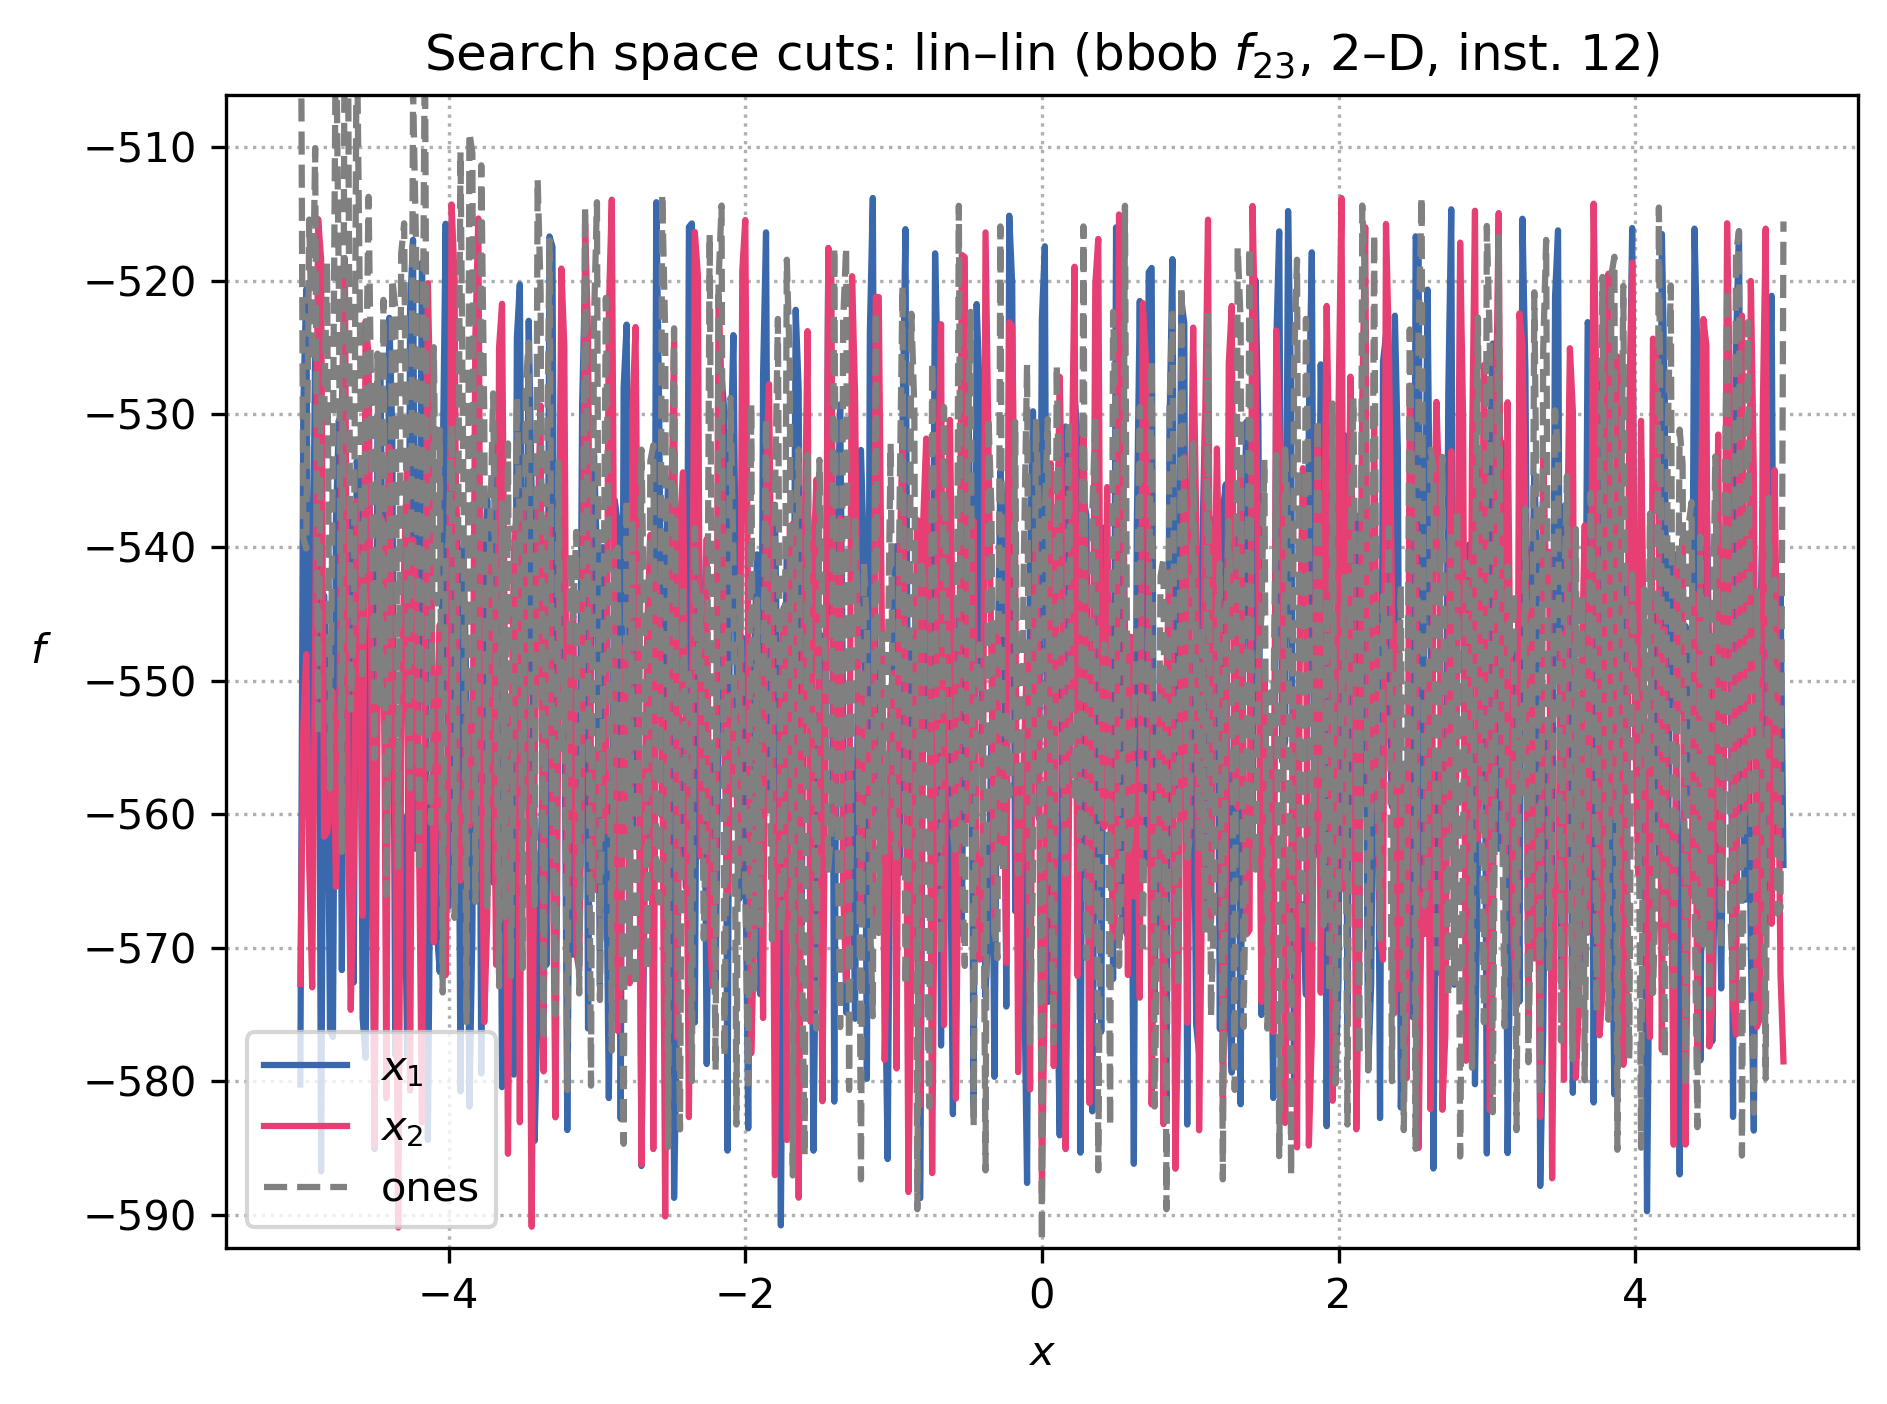 Search space cuts: lin–lin (bbob f₂₃, 2–D, inst. 12)
−510
−520
−530
−540
−550
−560
−570
−580
−590
f
x₁
x₂
ones
−4
−2
0
2
4
x